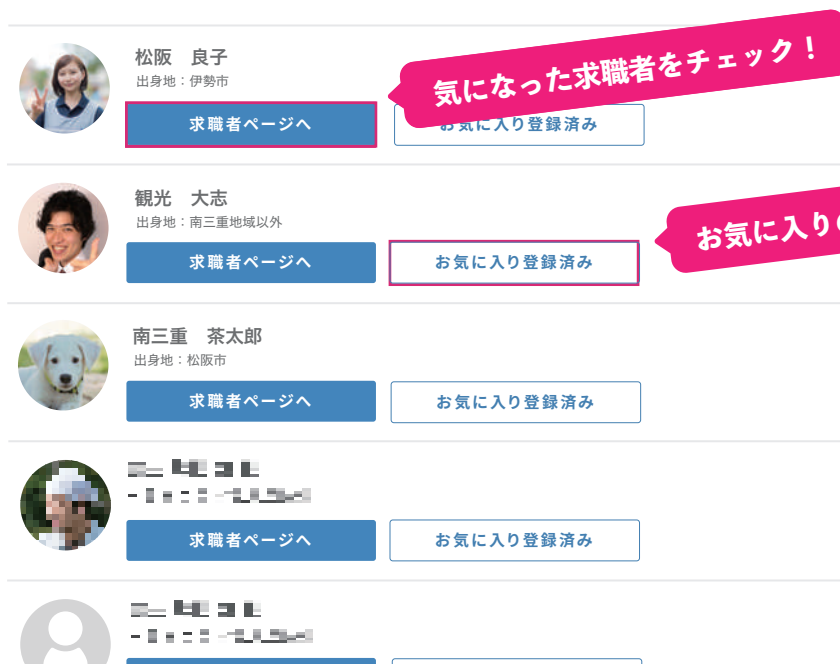 松阪　良子
気になった求職者をチェック！
出身地：伊勢市
求職者ページへ
お気に入り登録済み
観光　大志
出身地：南三重地域以外
お気に入り
求職者ページへ
お気に入り登録済み
南三重　茶太郎
出身地：松阪市
求職者ページへ
お気に入り登録済み
求職者ページへ
お気に入り登録済み